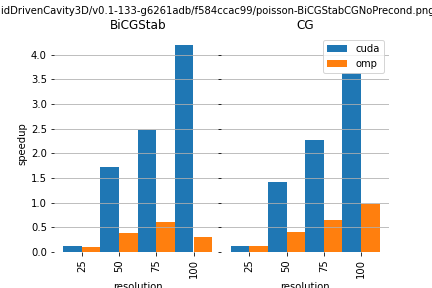 idDrivenCavity3D/v0.1-133-g6261adb/f584ccac99/poisson-BiCGStabCGNoPrecond.png
BiCGStab CG
cuda
omp
4.0
3.5
3.0
2.5
2.0
1.5
1.0
0.5
0.0
speedup
25 50 75 100 25 50 75 100
resolution resolution